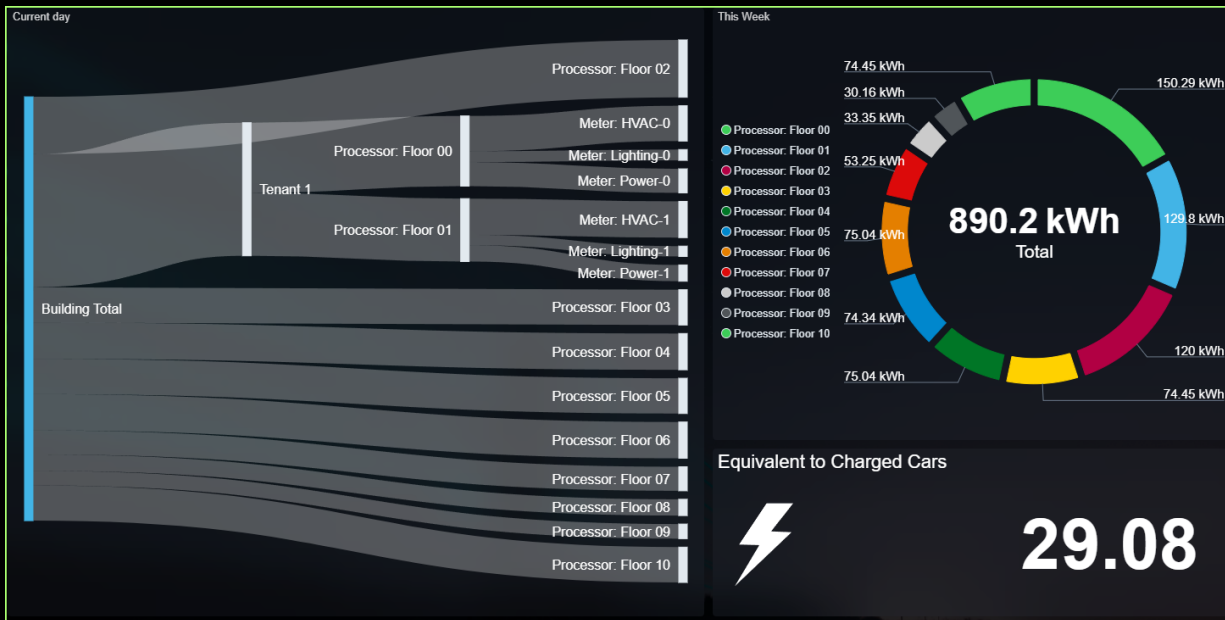 Current day
Processor: Floor 02
Meter: HVAC-0
Processor: Floor 00
Meter: Lighting-0
Meter: Power-0
Tenant 1
Meter: HVAC-1
Processor: Floor 01
Meter: Lighting-1
Meter: Power-1
Building Total
Processor: Floor 03
Processor: Floor 04
Processor: Floor 05
Processor: Floor 06
Processor: Floor 07
Processor: Floor 08
Processor: Floor 09
Processor: Floor 10
This Week
Processor: Floor 00
Processor: Floor 01
Processor: Floor 02
Processor: Floor 03
Processor: Floor 04
Processor: Floor 05
Processor: Floor 06
Processor: Floor 07
Processor: Floor 08
Processor: Floor 09
Processor: Floor 10
74.45 kWh
150.29 kWh
30.16 kWh
33.35 kWh
53.25 kWh
129.8 kWh
75.04 kWh
890.2 kWh
Total
74.34 kWh
120 kWh
75.04 kWh
74.45 kWh
Equivalent to Charged Cars
29.08